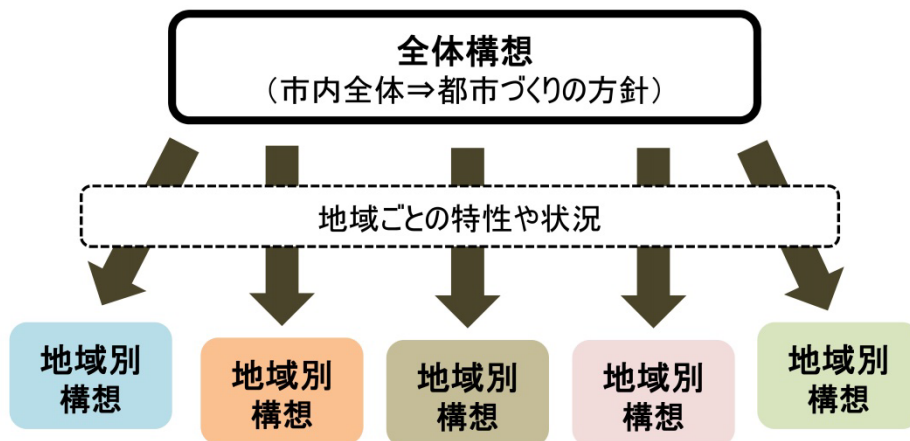 全体構想
（市内全体⇒都市づくりの方針）
地域ごとの特性や状況
地域別
構想
地域別
構想
地域別
構想
地域別
構想
地域別
構想